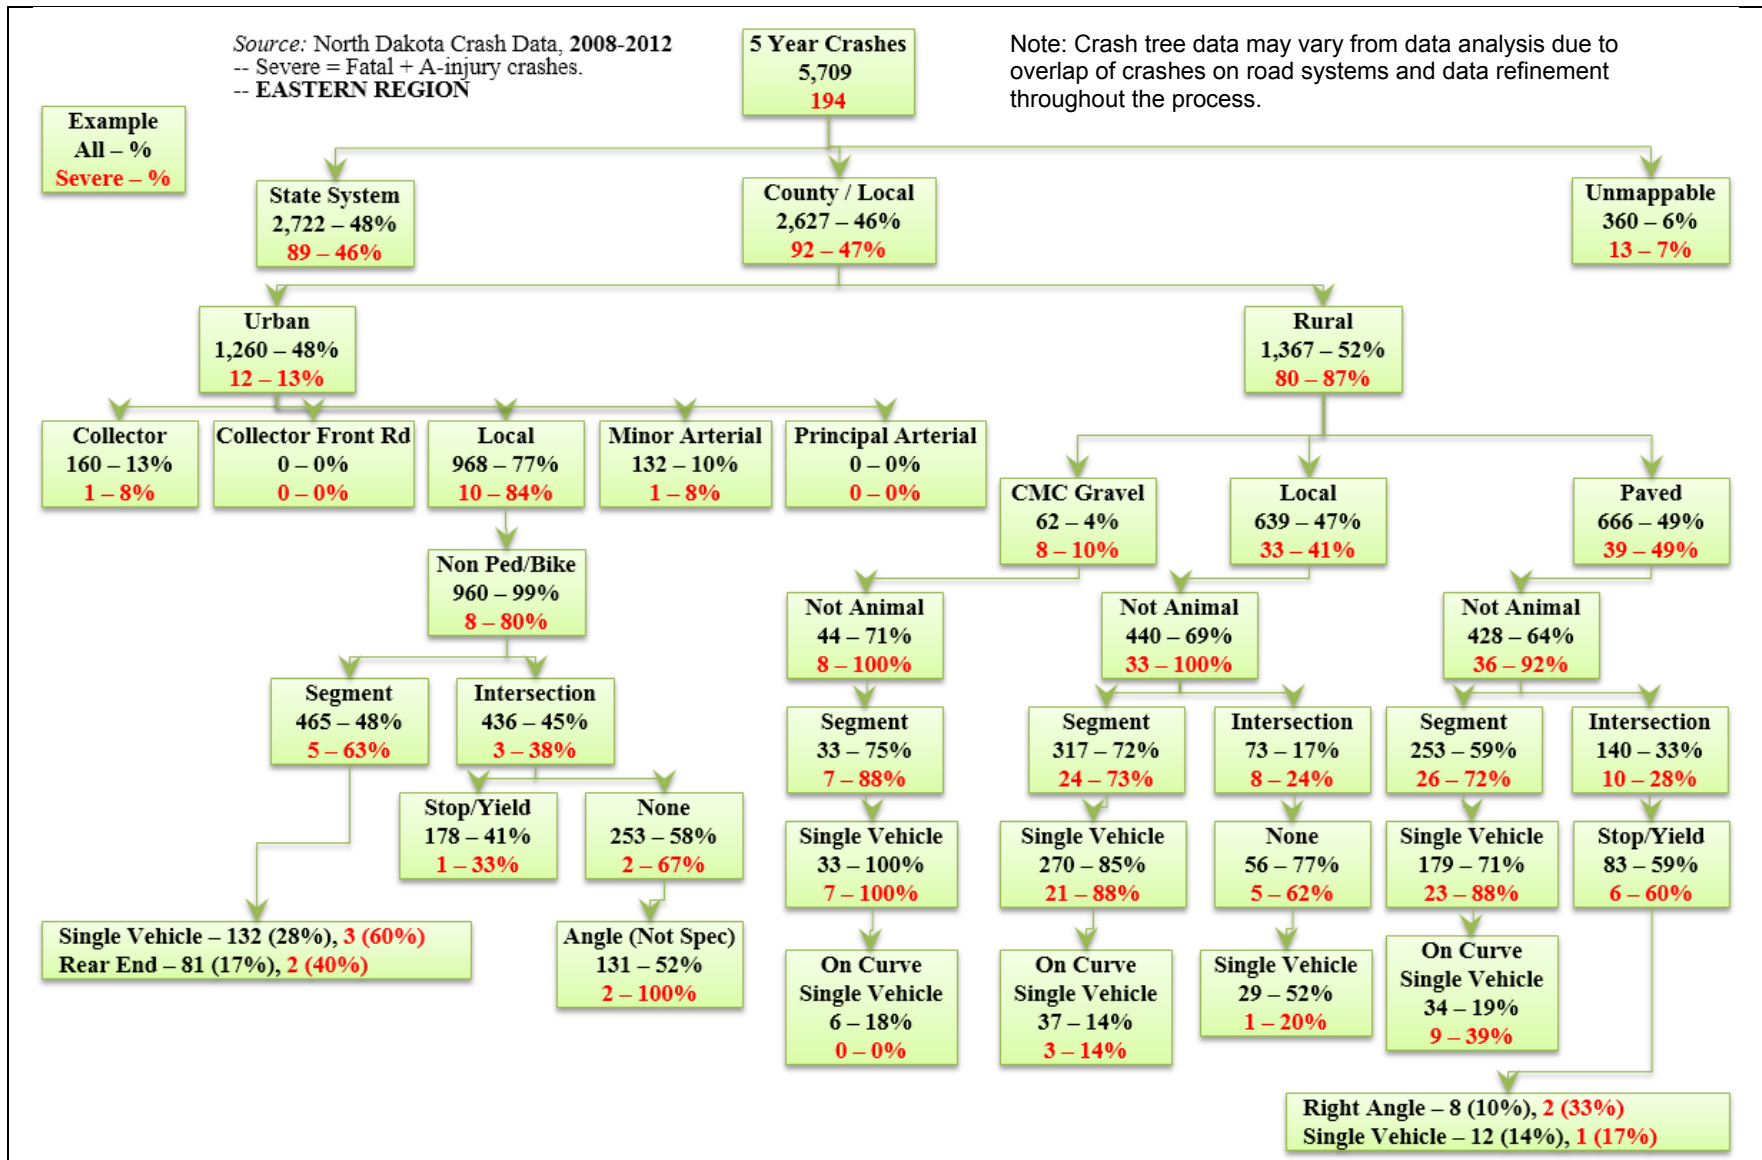 Source: North Dakota Crash Data, 2008-2012
-- Severe = Fatal + A-injury crashes.
-- EASTERN REGION
5 Year Crashes
5,709
194
Note: Crash tree data may vary from data analysis due to
overlap of crashes on road systems and data refinement
throughout the process.
Example
All – %
Severe – %
State System
2,722 – 48%
89 – 46%
County / Local
2,627 – 46%
92 – 47%
Unmappable
360 – 6%
13 – 7%
Urban
1,260 – 48%
12 – 13%
Rural
1,367 – 52%
80 – 87%
Collector
160 – 13%
1 – 8%
Collector Front Rd
0 – 0%
0 – 0%
Local
968 – 77%
10 – 84%
Minor Arterial
132 – 10%
1 – 8%
Principal Arterial
0 – 0%
0 – 0%
CMC Gravel
62 – 4%
8 – 10%
Local
639 – 47%
33 – 41%
Paved
666 – 49%
39 – 49%
Non Ped/Bike
960 – 99%
8 – 80%
Not Animal
44 – 71%
8 – 100%
Not Animal
440 – 69%
33 – 100%
Not Animal
428 – 64%
36 – 92%
Segment
465 – 48%
5 – 63%
Intersection
436 – 45%
3 – 38%
Segment
33 – 75%
7 – 88%
Segment
317 – 72%
24 – 73%
Intersection
73 – 17%
8 – 24%
Segment
253 – 59%
26 – 72%
Intersection
140 – 33%
10 – 28%
Stop/Yield
178 – 41%
1 – 33%
None
253 – 58%
2 – 67%
Single Vehicle
33 – 100%
7 – 100%
Single Vehicle
270 – 85%
21 – 88%
None
56 – 77%
5 – 62%
Single Vehicle
179 – 71%
23 – 88%
Stop/Yield
83 – 59%
6 – 60%
Single Vehicle – 132 (28%), 3 (60%)
Rear End – 81 (17%), 2 (40%)
Angle (Not Spec)
131 – 52%
2 – 100%
On Curve
Single Vehicle
6 – 18%
0 – 0%
On Curve
Single Vehicle
37 – 14%
3 – 14%
Single Vehicle
29 – 52%
1 – 20%
On Curve
Single Vehicle
34 – 19%
9 – 39%
Right Angle – 8 (10%), 2 (33%)
Single Vehicle – 12 (14%), 1 (17%)